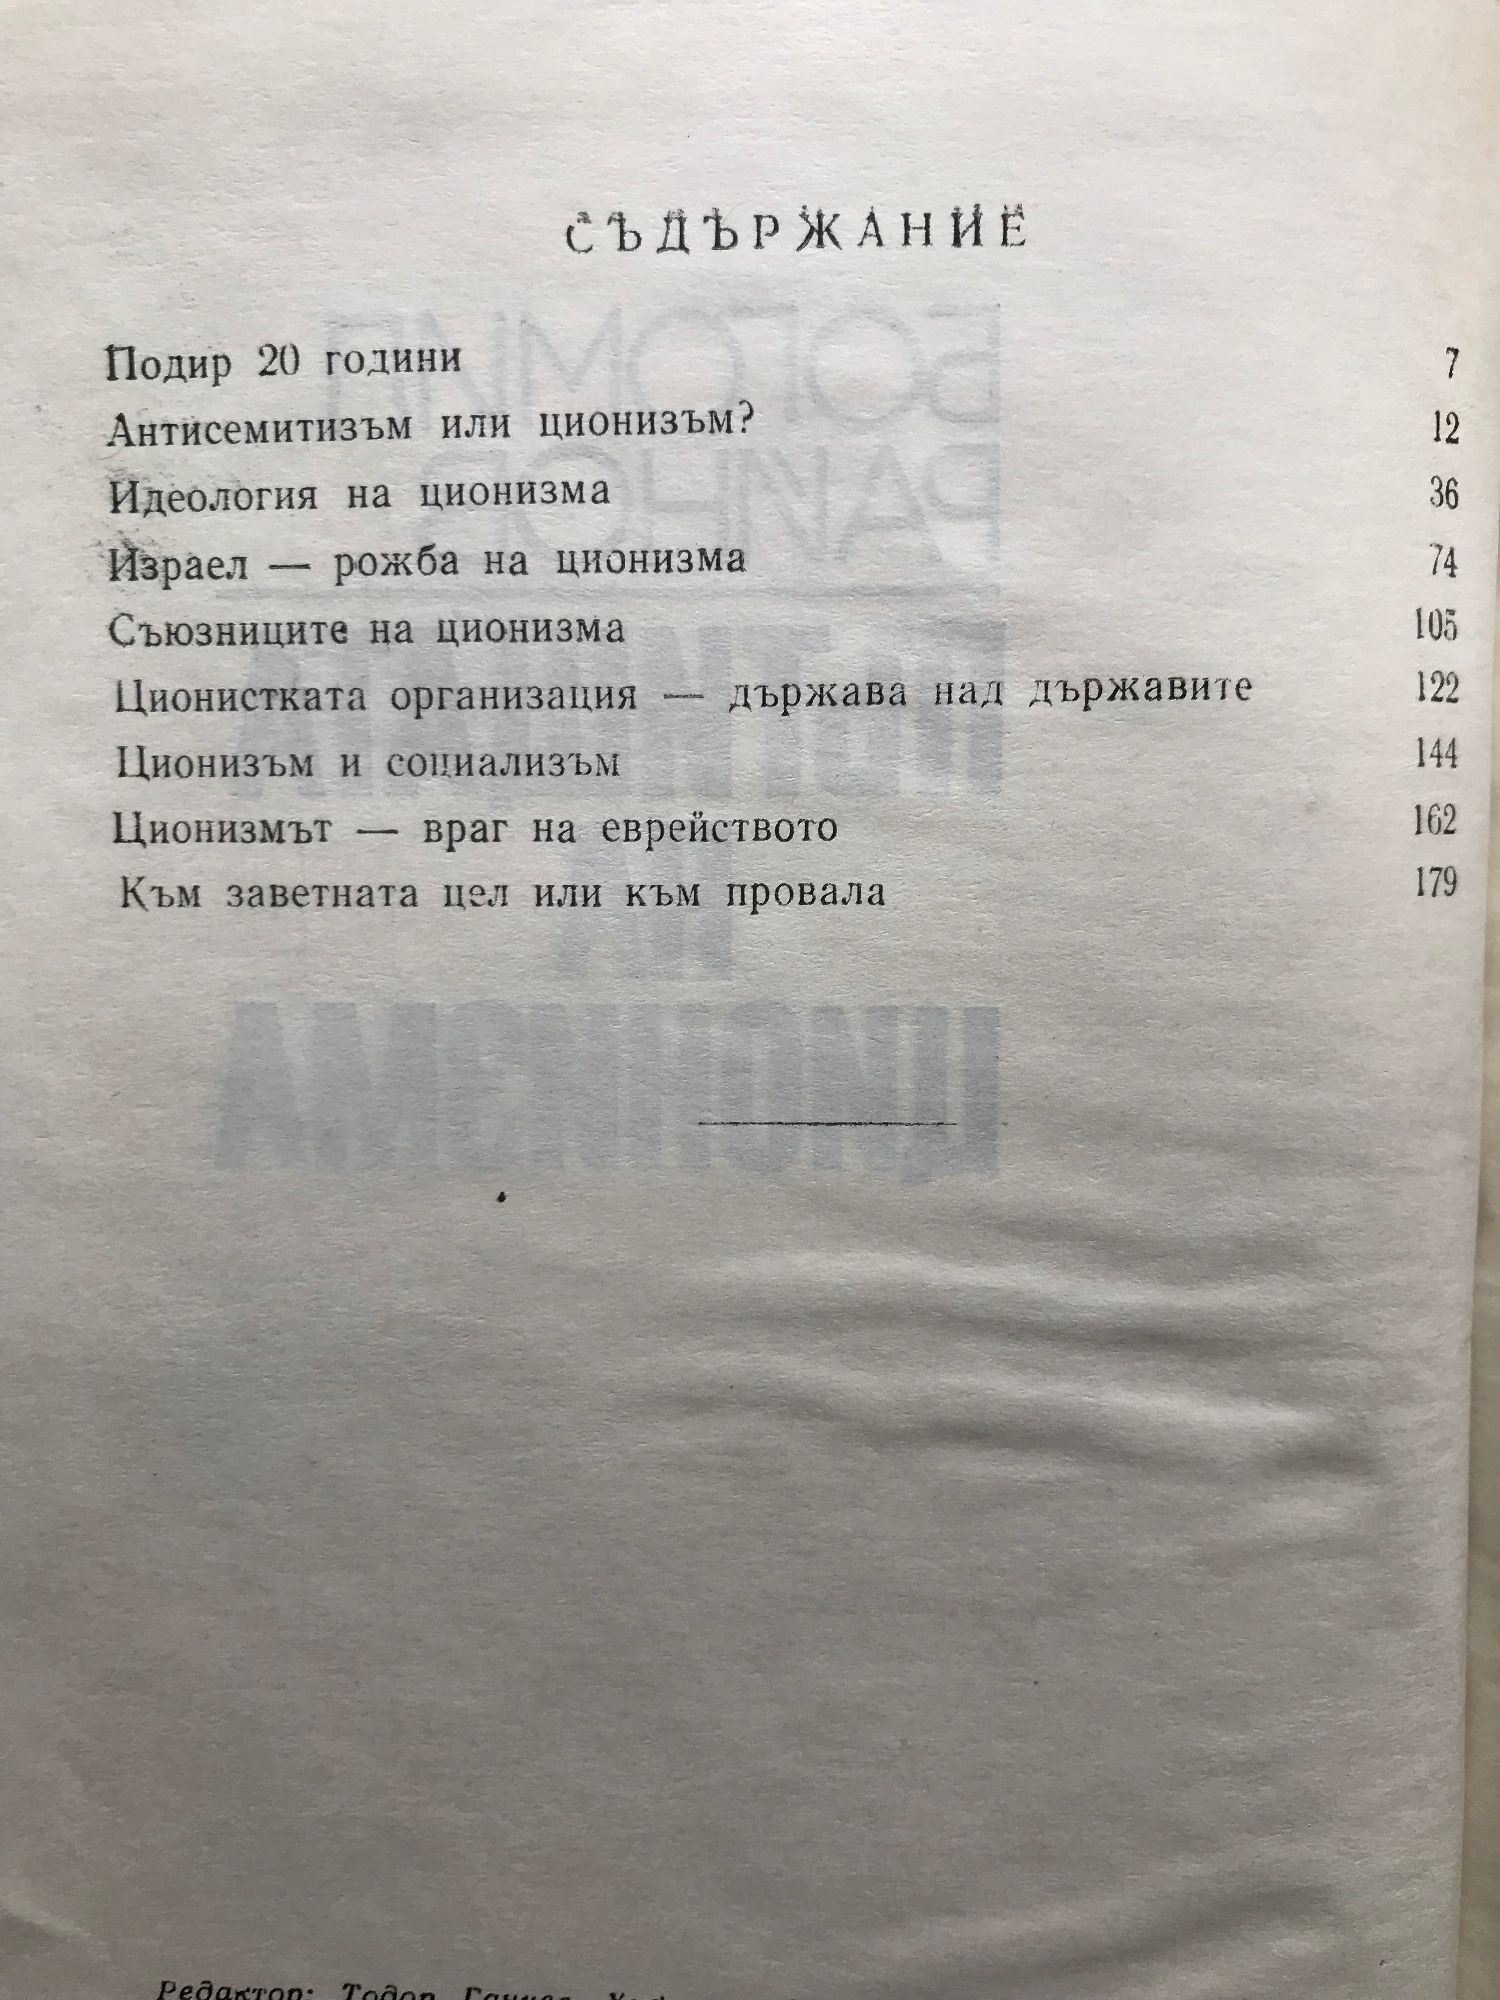 СЪДЪРЖАНИЕ
Подир 20 години 7
Антисемитизъм или ционизъм? 12
Идеология на ционизма 36
Израел — рожба на ционизма 74
Съюзниците на ционизма 105
Ционистката организация — държава над държавите 122
Ционизъм и социализъм 144
Ционизмът — враг на еврейството 162
Към заветната цел или към провала 179
Редактор: Тодор